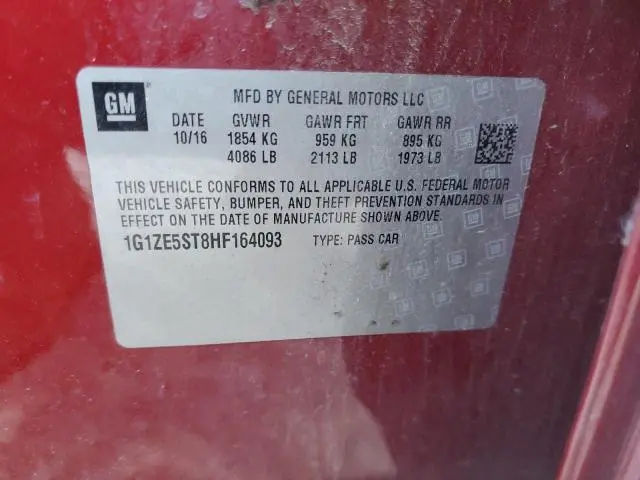 GM MFD BY GENERAL MOTORS LLC
DATE GVWR GAWR FRT GAWR RR
10/16 1854 KG 959 KG 895 KG
4086 LB 2113 LB 1973 LB
THIS VEHICLE CONFORMS TO ALL APPLICABLE U.S. FEDERAL MOTOR
VEHICLE SAFETY, BUMPER, AND THEFT PREVENTION STANDARDS IN
EFFECT ON THE DATE OF MANUFACTURE SHOWN ABOVE.
1G1ZE5ST8HF164093 TYPE: PASS CAR